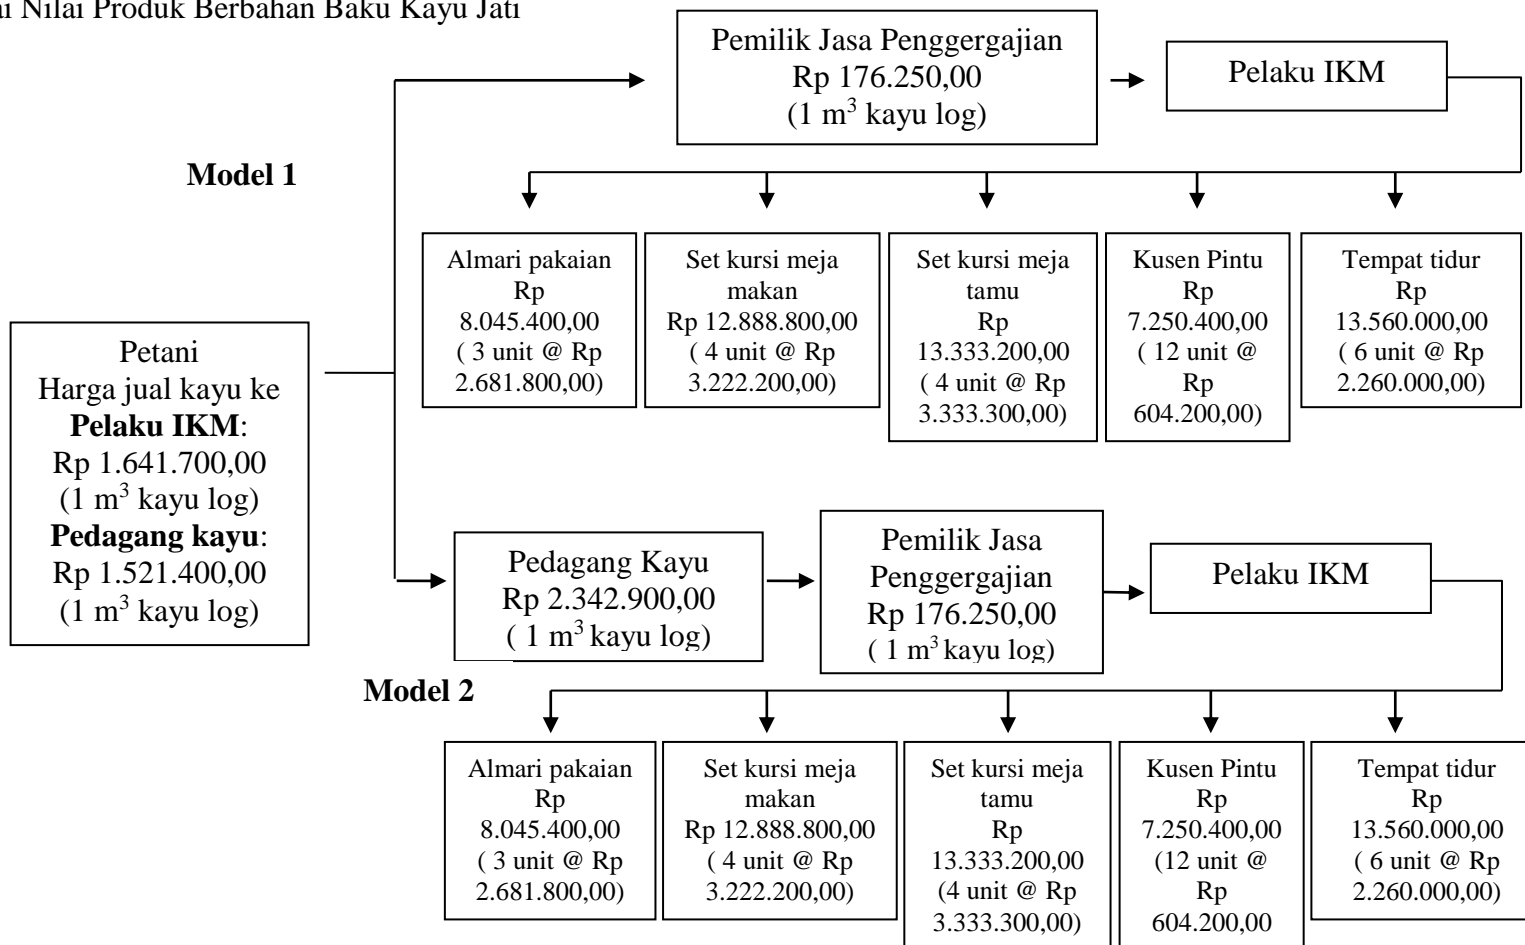 Nilai Produk Berbahan Baku Kayu Jati
Pemilik Jasa Penggergajian
Rp 176.250,00
(1 m³ kayu log)
Pelaku IKM
Model 1
Almari pakaian
Rp
8.045.400,00
( 3 unit @ Rp
2.681.800,00)
Set kursi meja
makan
Rp 12.888.800,00
( 4 unit @ Rp
3.222.200,00)
Set kursi meja
tamu
Rp
13.333.200,00
( 4 unit @ Rp
3.333.300,00)
Kusen Pintu
Rp
7.250.400,00
( 12 unit @
Rp
604.200,00)
Tempat tidur
Rp
13.560.000,00
( 6 unit @ Rp
2.260.000,00)
Petani
Harga jual kayu ke
Pelaku IKM:
Rp 1.641.700,00
(1 m³ kayu log)
Pedagang kayu:
Rp 1.521.400,00
(1 m³ kayu log)
Pedagang Kayu
Rp 2.342.900,00
( 1 m³ kayu log)
Pemilik Jasa
Penggergajian
Rp 176.250,00
( 1 m³ kayu log)
Pelaku IKM
Model 2
Almari pakaian
Rp
8.045.400,00
( 3 unit @ Rp
2.681.800,00)
Set kursi meja
makan
Rp 12.888.800,00
( 4 unit @ Rp
3.222.200,00)
Set kursi meja
tamu
Rp
13.333.200,00
(4 unit @ Rp
3.333.300,00)
Kusen Pintu
Rp
7.250.400,00
(12 unit @
Rp
604.200,00
Tempat tidur
Rp
13.560.000,00
( 6 unit @ Rp
2.260.000,00)